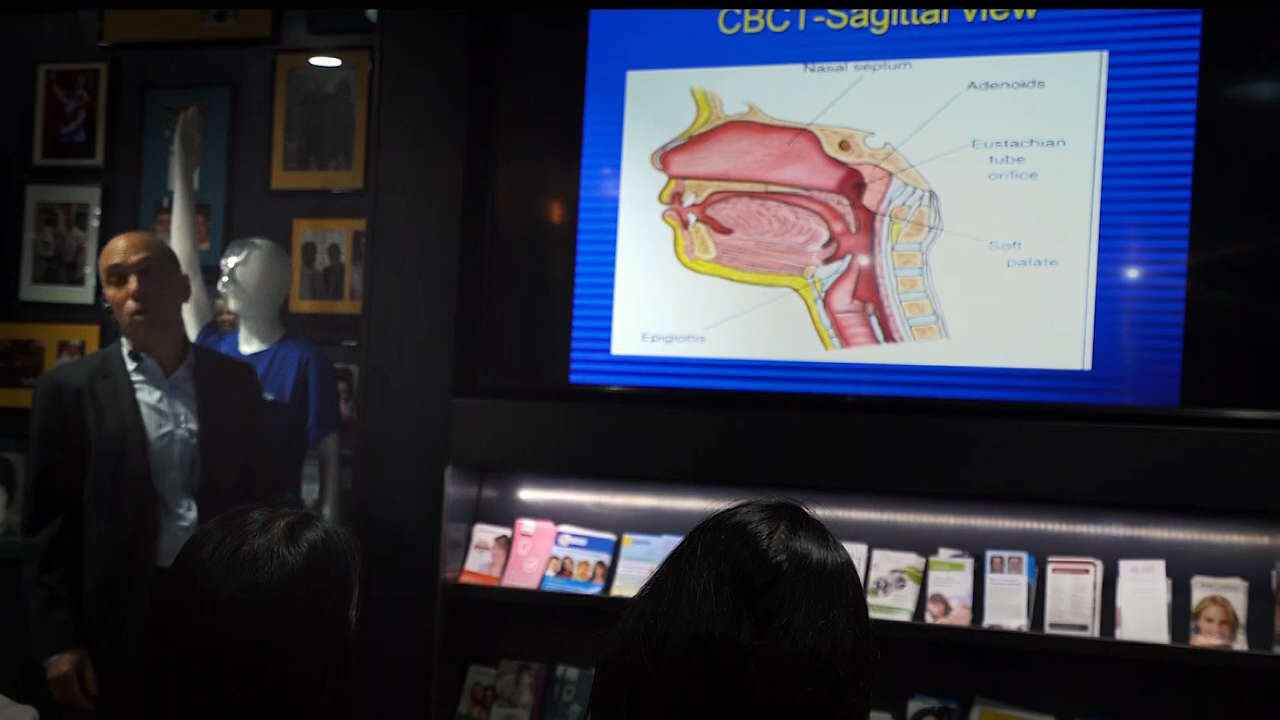 CBCT-Sagittal view
Nasal septum
Adenoids
Eustachian
tube
orifice
Soft
palate
Epiglottis